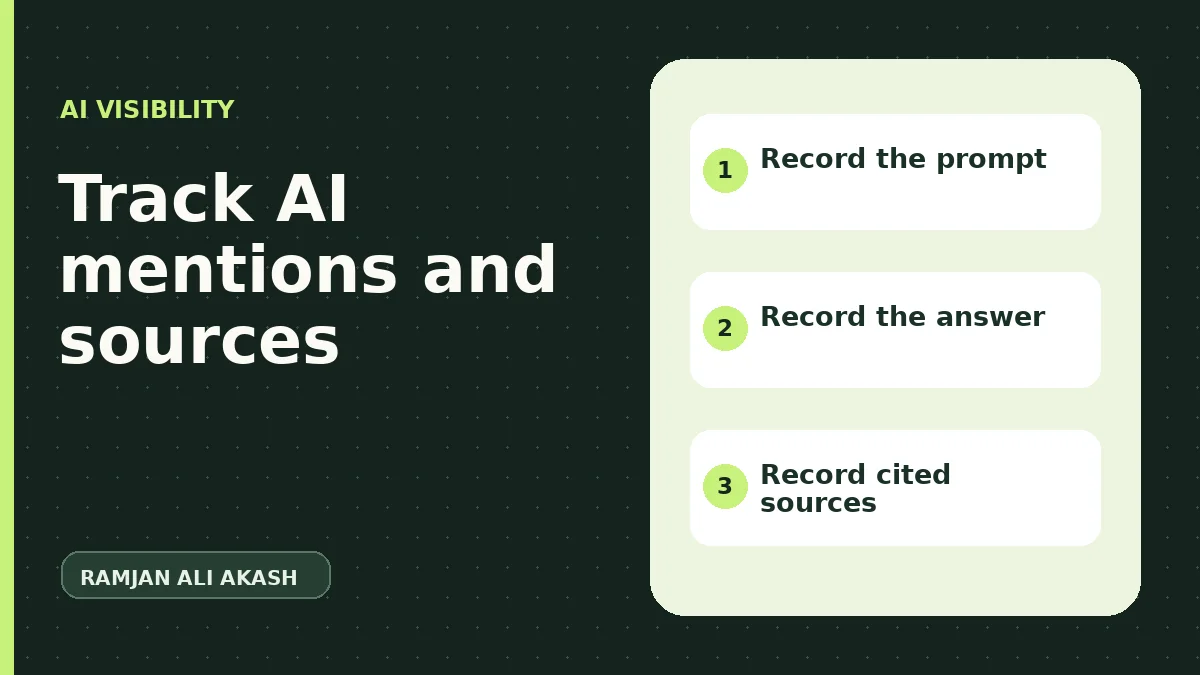 AI VISIBILITY
Track AI
mentions and
sources
RAMJAN ALI AKASH
1
Record the prompt
2
Record the answer
3
Record cited
sources